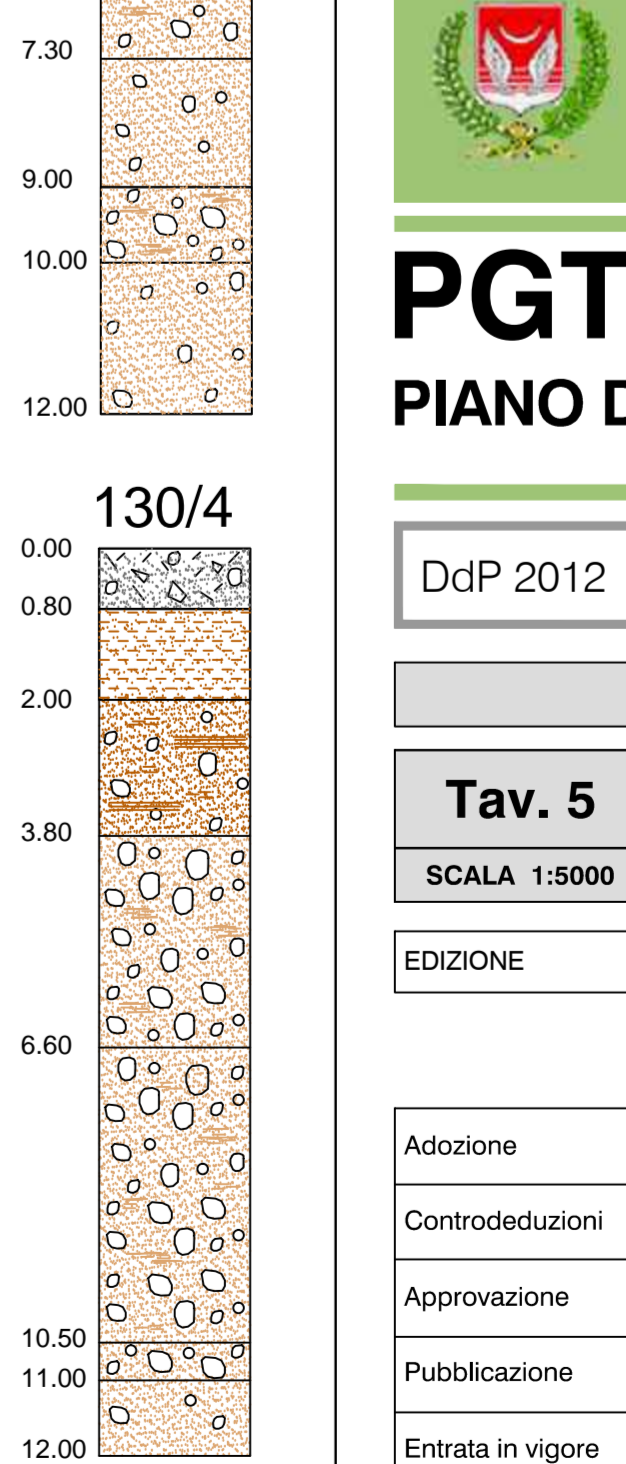 7.30
9.00
10.00
12.00
130/4
0.00
0.80
2.00
3.80
6.60
10.50
11.00
12.00
PGT
PIANO D
DdP 2012
Tav. 5
SCALA 1:5000
EDIZIONE
Adozione
Controdeduzioni
Approvazione
Pubblicazione
Entrata in vigore